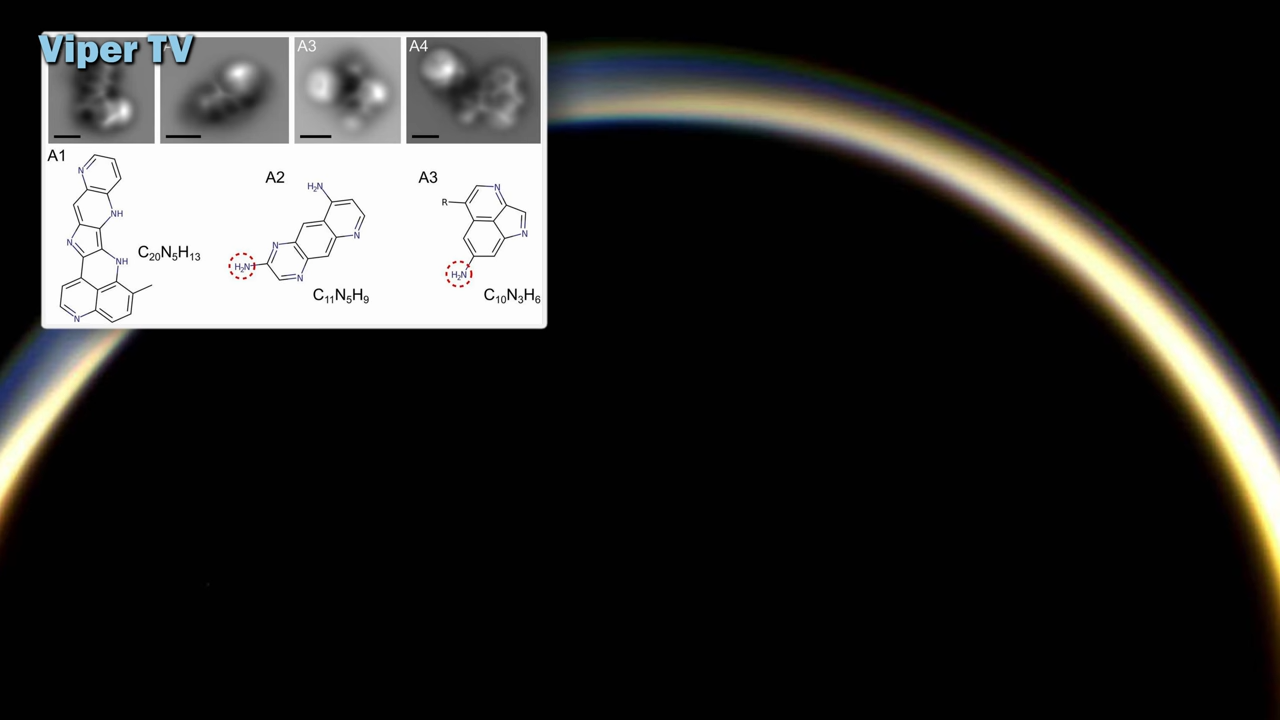 Viper TV
A3
A4
A1
A2
A3
N
NH
N
NH
N
C₂₀N₅H₁₃
H₂N
N
N
H₂N
N
C₁₁N₅H₉
N
R
N
H₂N
C₁₀N₃H₆